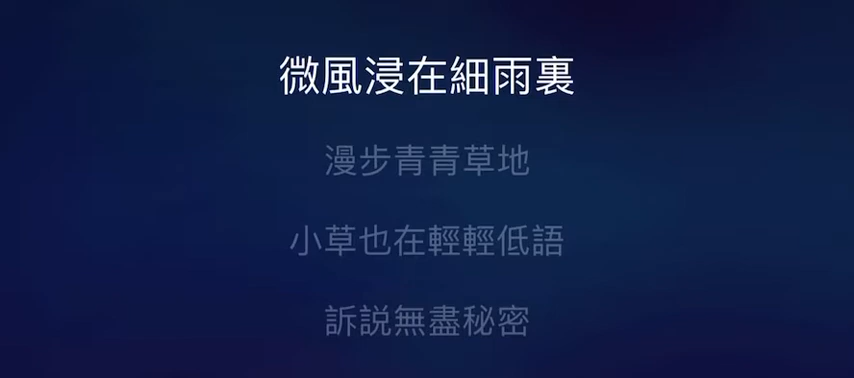 微風浸在細雨裏
漫步青青草地
小草也在輕輕低語
訴説無盡秘密